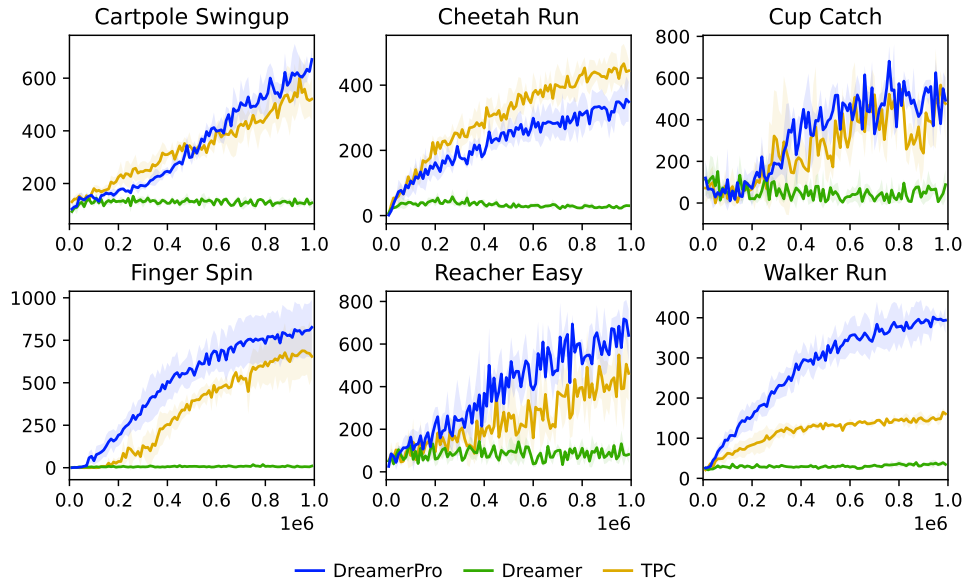 Cartpole Swingup
Cheetah Run
Cup Catch
600
400
200
0.0 0.2 0.4 0.6 0.8 1.0
400
200
0
0.0 0.2 0.4 0.6 0.8 1.0
800
600
400
200
0
0.0 0.2 0.4 0.6 0.8 1.0
Finger Spin
Reacher Easy
Walker Run
1000
750
500
250
0
0.0 0.2 0.4 0.6 0.8 1.0
1e6
800
600
400
200
0
0.0 0.2 0.4 0.6 0.8 1.0
1e6
400
300
200
100
0
0.0 0.2 0.4 0.6 0.8 1.0
1e6
DreamerPro Dreamer TPC